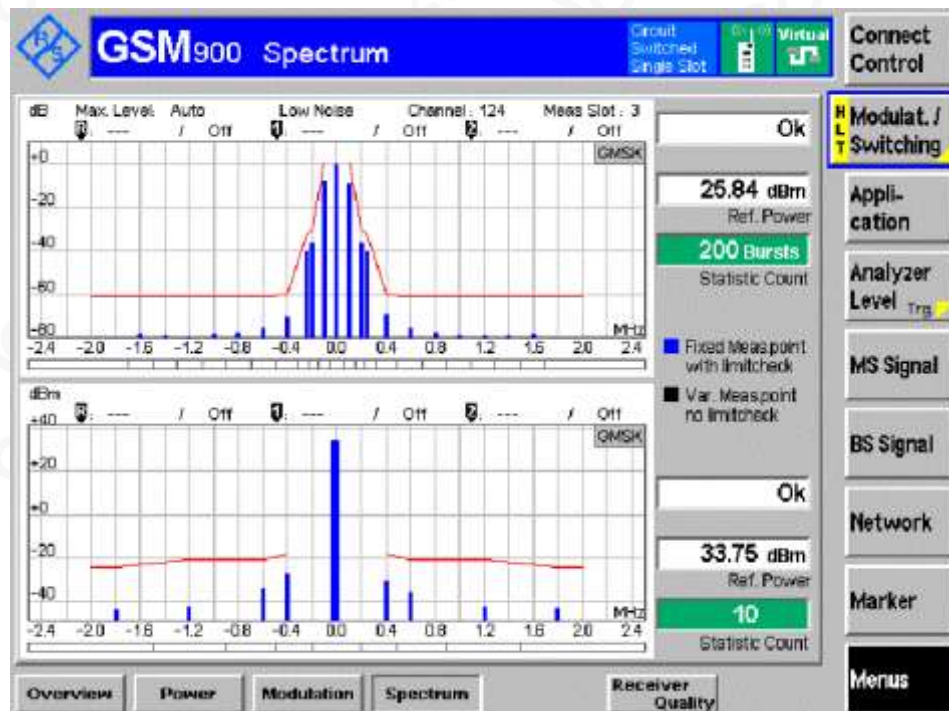 GSM900 Spectrum
Circuit Switched Single Slot
Virtual
Connect Control
dB Max. Level: Auto Low Noise Channel: 124 Meas Slot: 3
R: --- / Off 1: --- / Off 2: --- / Off
GMSK
+0
-20
-40
-60
-80
MHz
-2.4 -2.0 -1.6 -1.2 -0.8 -0.4 0.0 0.4 0.8 1.2 1.6 2.0 2.4
Ok
25.84 dBm
Ref. Power
200 Bursts
Statistic Count
Fixed Meas.point
with limitcheck
Var. Meas.point
no limitcheck
dBm
R: --- / Off 1: --- / Off 2: --- / Off
GMSK
+40
+20
+0
-20
-40
MHz
-2.4 -2.0 -1.6 -1.2 -0.8 -0.4 0.0 0.4 0.8 1.2 1.6 2.0 2.4
Ok
33.75 dBm
Ref. Power
10
Statistic Count
HLT
Modulat. / Switching
Appli-
cation
Analyzer
Level Trg.
MS Signal
BS Signal
Network
Marker
Menus
Overview Power Modulation Spectrum Receiver Quality